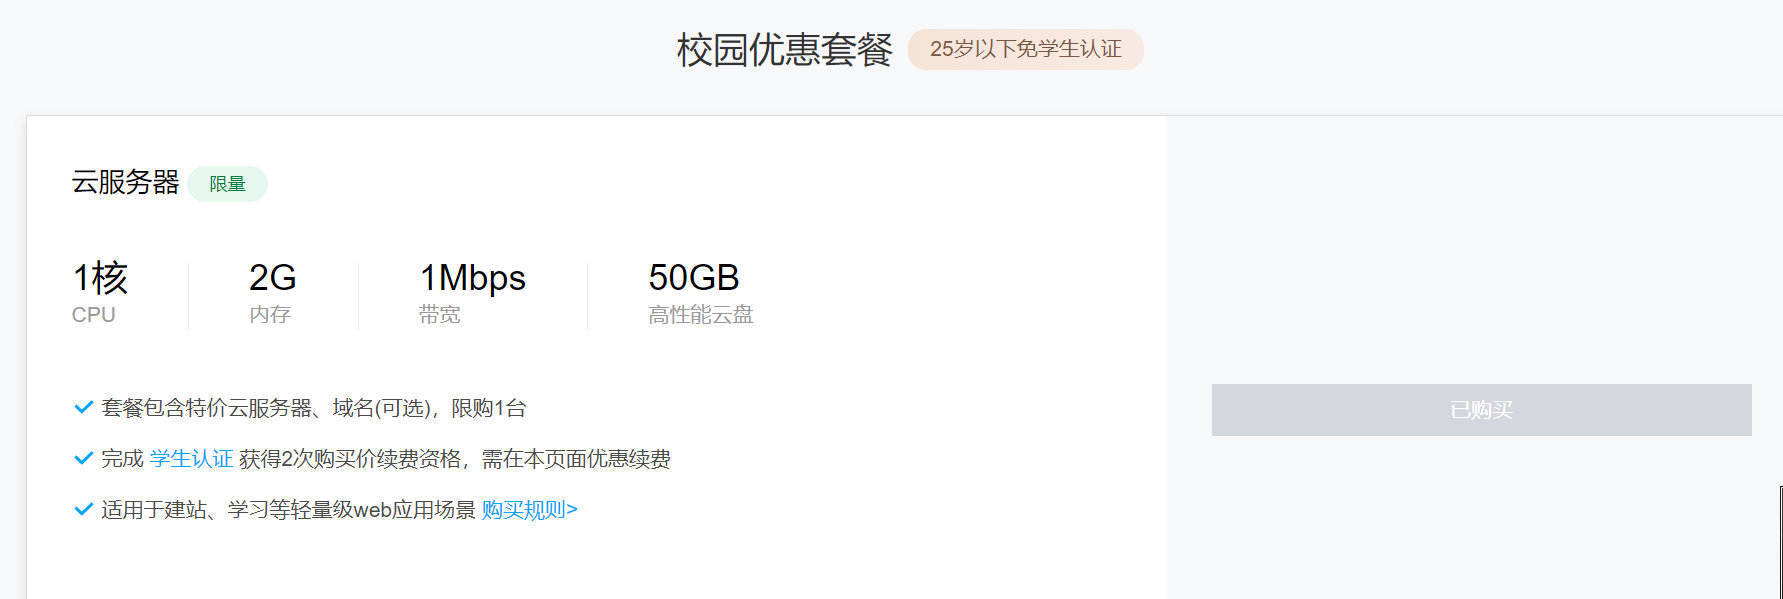 校园优惠套餐 25岁以下免学生认证
云服务器 限量
1核 2G 1Mbps 50GB
CPU 内存 带宽 高性能云盘
套餐包含特价云服务器、域名(可选)，限购1台
已购买
完成 学生认证 获得2次购买价续费资格，需在本页面优惠续费
适用于建站、学习等轻量级web应用场景 购买规则>